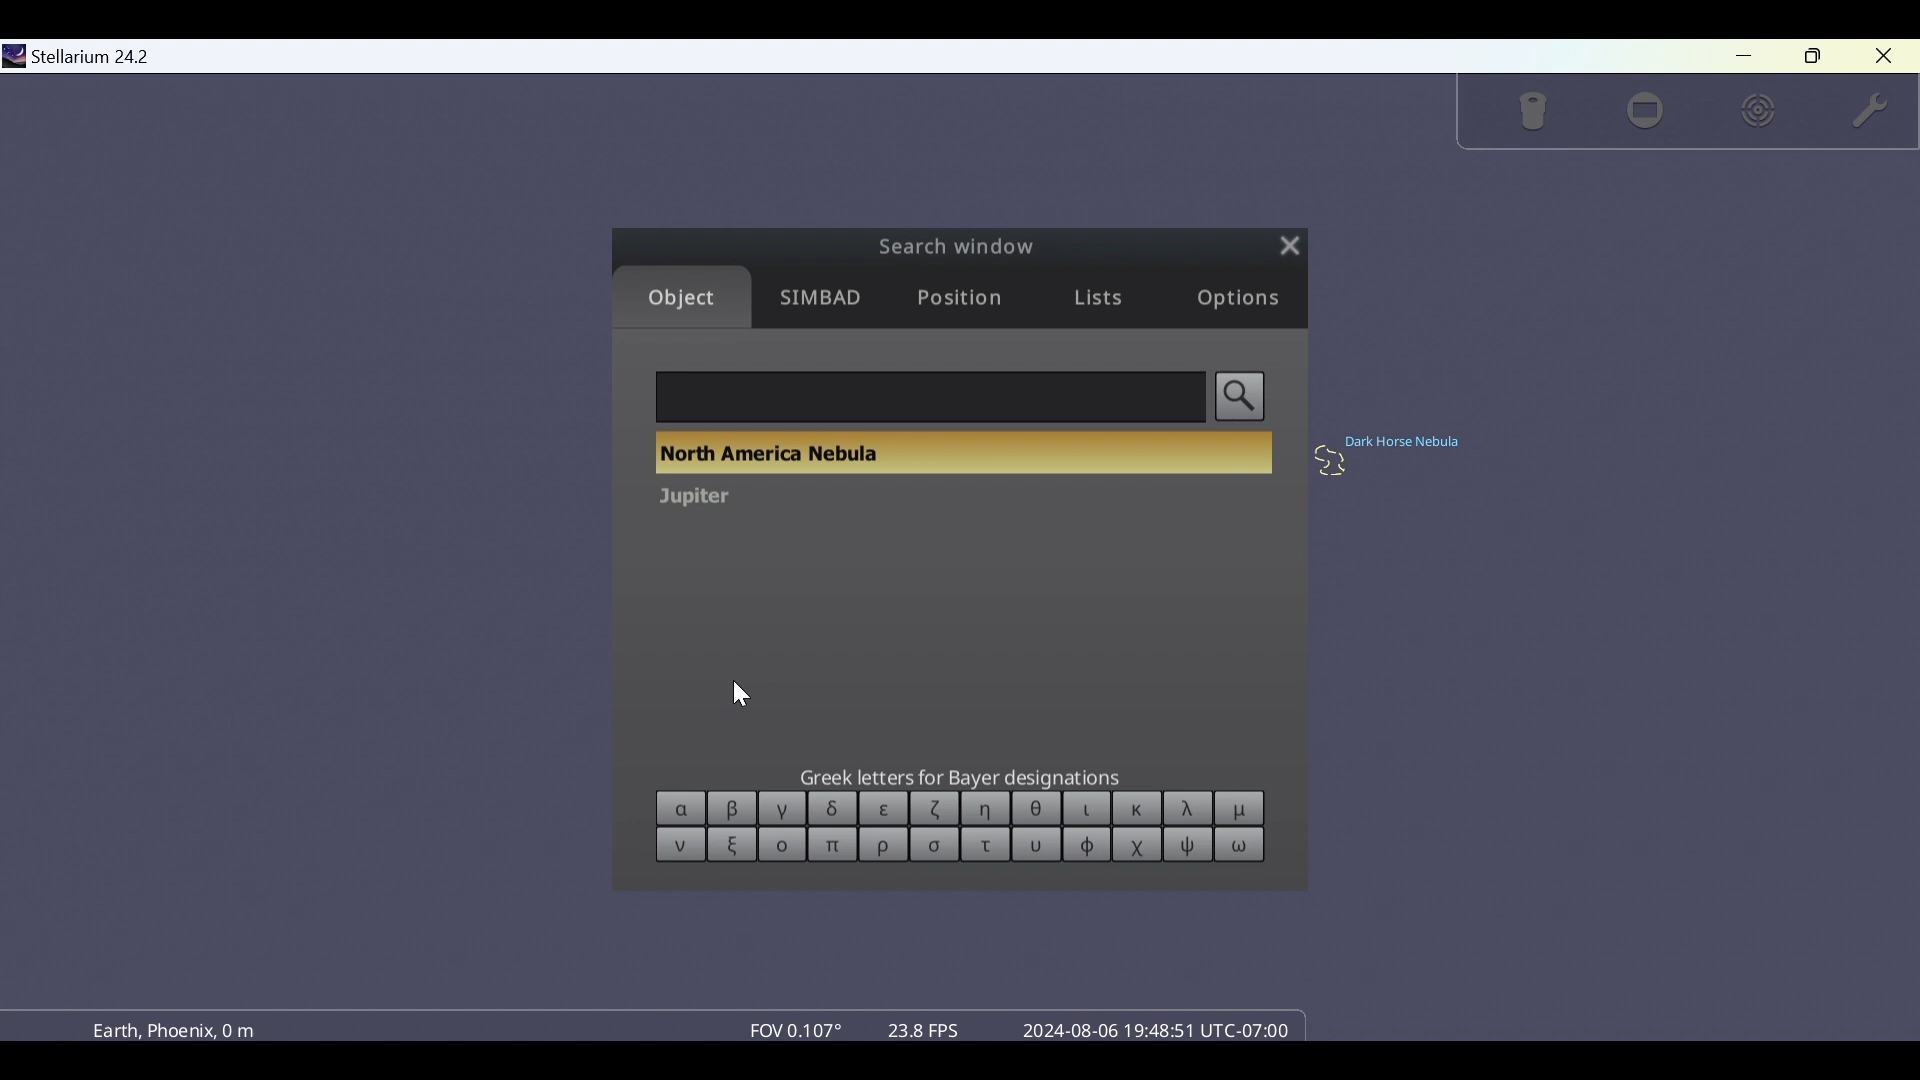 Stellarium 24.2
Search window
Object SIMBAD Position Lists Options
North America Nebula
Dark Horse Nebula
Jupiter
Greek letters for Bayer designations
α β γ δ ε ζ η θ ι κ λ μ
ν ξ ο π ρ σ τ υ φ χ ψ ω
Earth, Phoenix, 0 m FOV 0.107° 23.8 FPS 2024-08-06 19:48:51 UTC-07:00